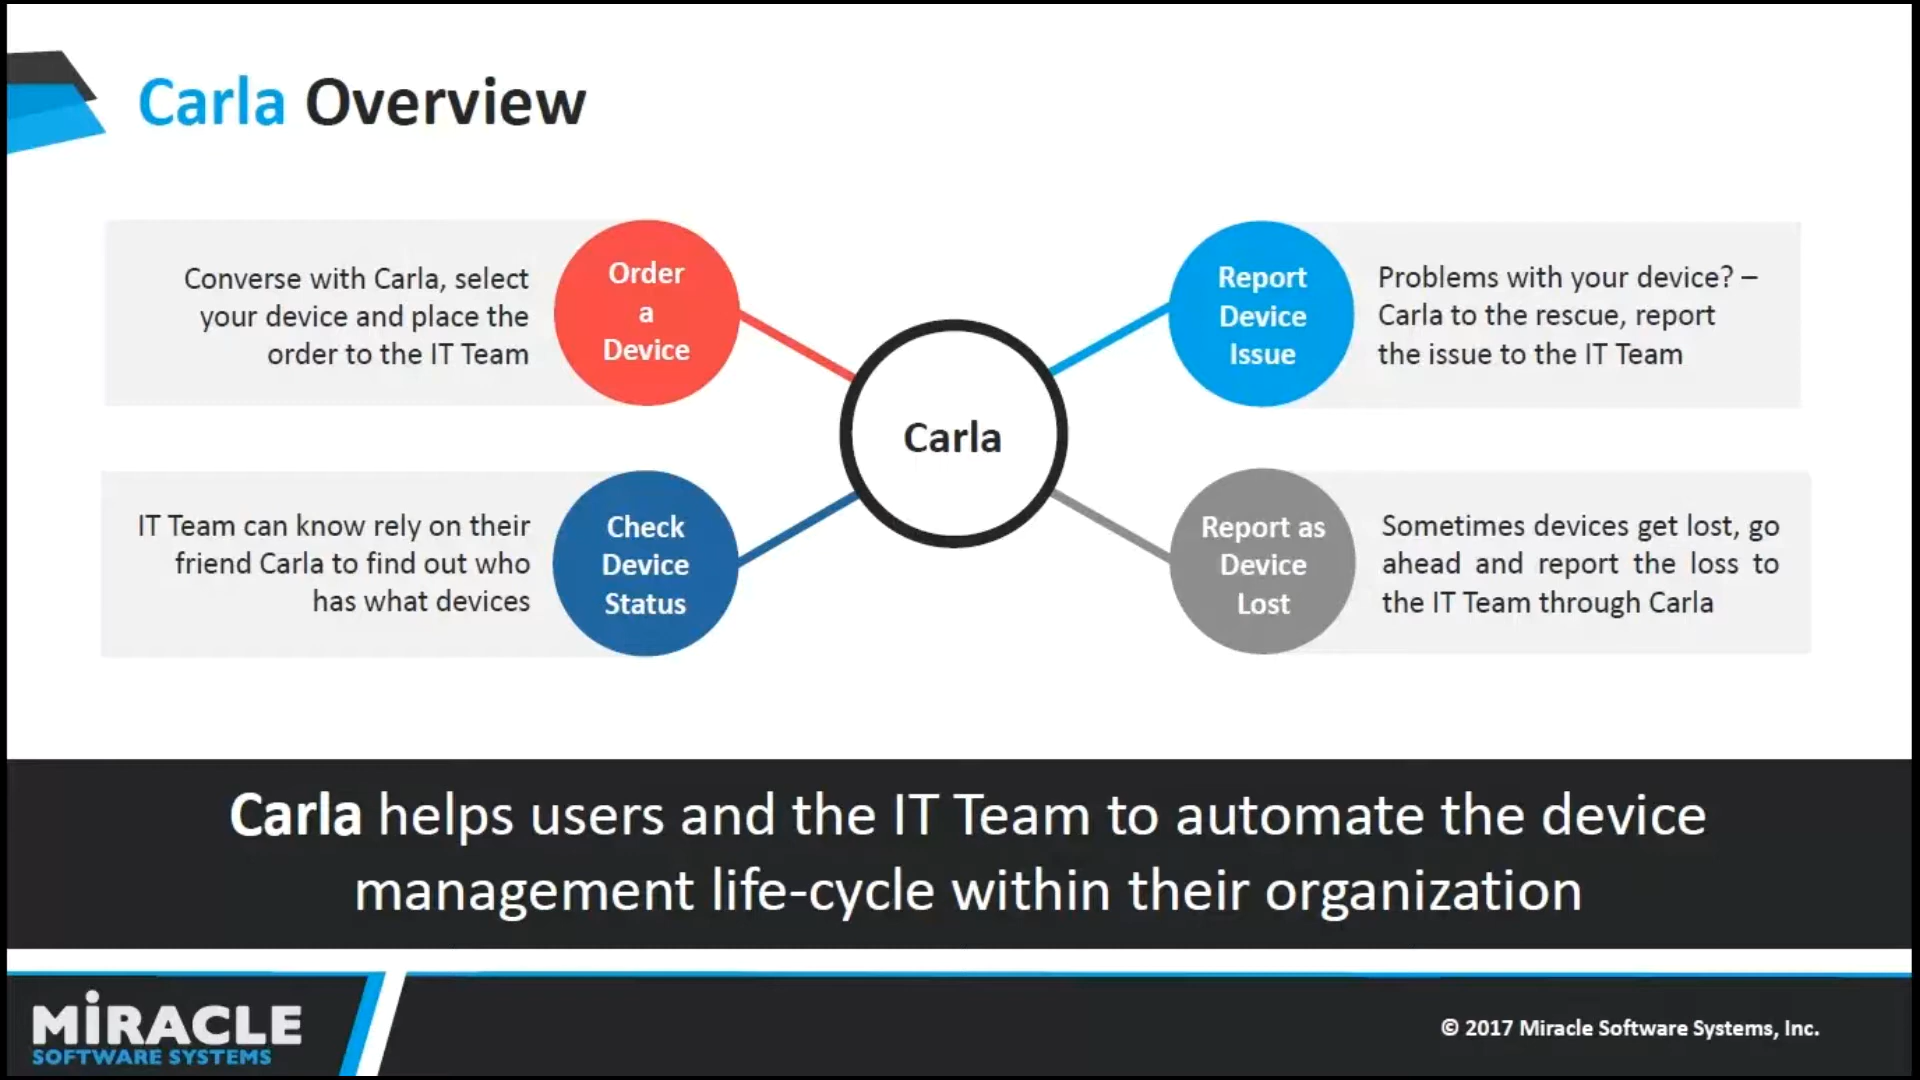 Carla Overview
Converse with Carla, select
your device and place the
order to the IT Team
Order
a
Device
Report
Device
Issue
Problems with your device? –
Carla to the rescue, report
the issue to the IT Team
Carla
IT Team can know rely on their
friend Carla to find out who
has what devices
Check
Device
Status
Report as
Device
Lost
Sometimes devices get lost, go
ahead and report the loss to
the IT Team through Carla
Carla helps users and the IT Team to automate the device
management life-cycle within their organization
MiRACLE
SOFTWARE SYSTEMS
© 2017 Miracle Software Systems, Inc.